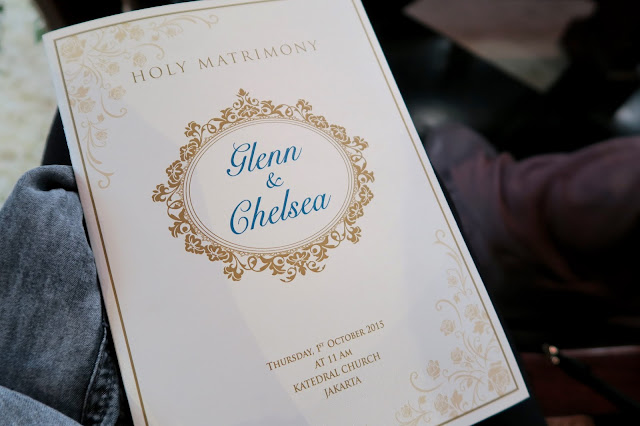 HOLY MATRIMONY
Glenn
&
Chelsea
THURSDAY, 1ST OCTOBER 2015
AT 11 AM
KATEDRAL CHURCH
JAKARTA